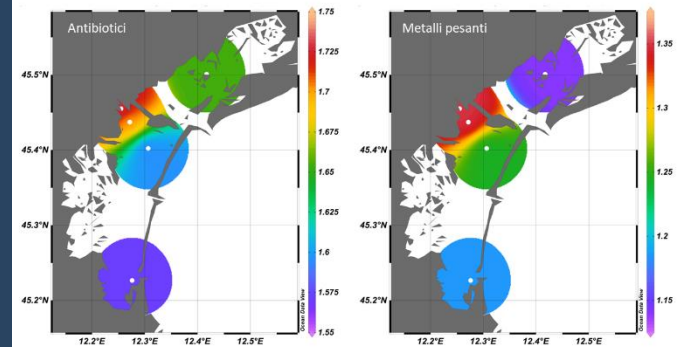 Antibiotici
45.5°N
45.4°N
45.3°N
45.2°N
12.2°E 12.3°E 12.4°E 12.5°E
1.75
1.725
1.7
1.675
1.65
1.625
1.6
1.575
1.55
Ocean Data View
Metalli pesanti
45.5°N
45.4°N
45.3°N
45.2°N
12.2°E 12.3°E 12.4°E 12.5°E
1.35
1.3
1.25
1.2
1.15
Ocean Data View